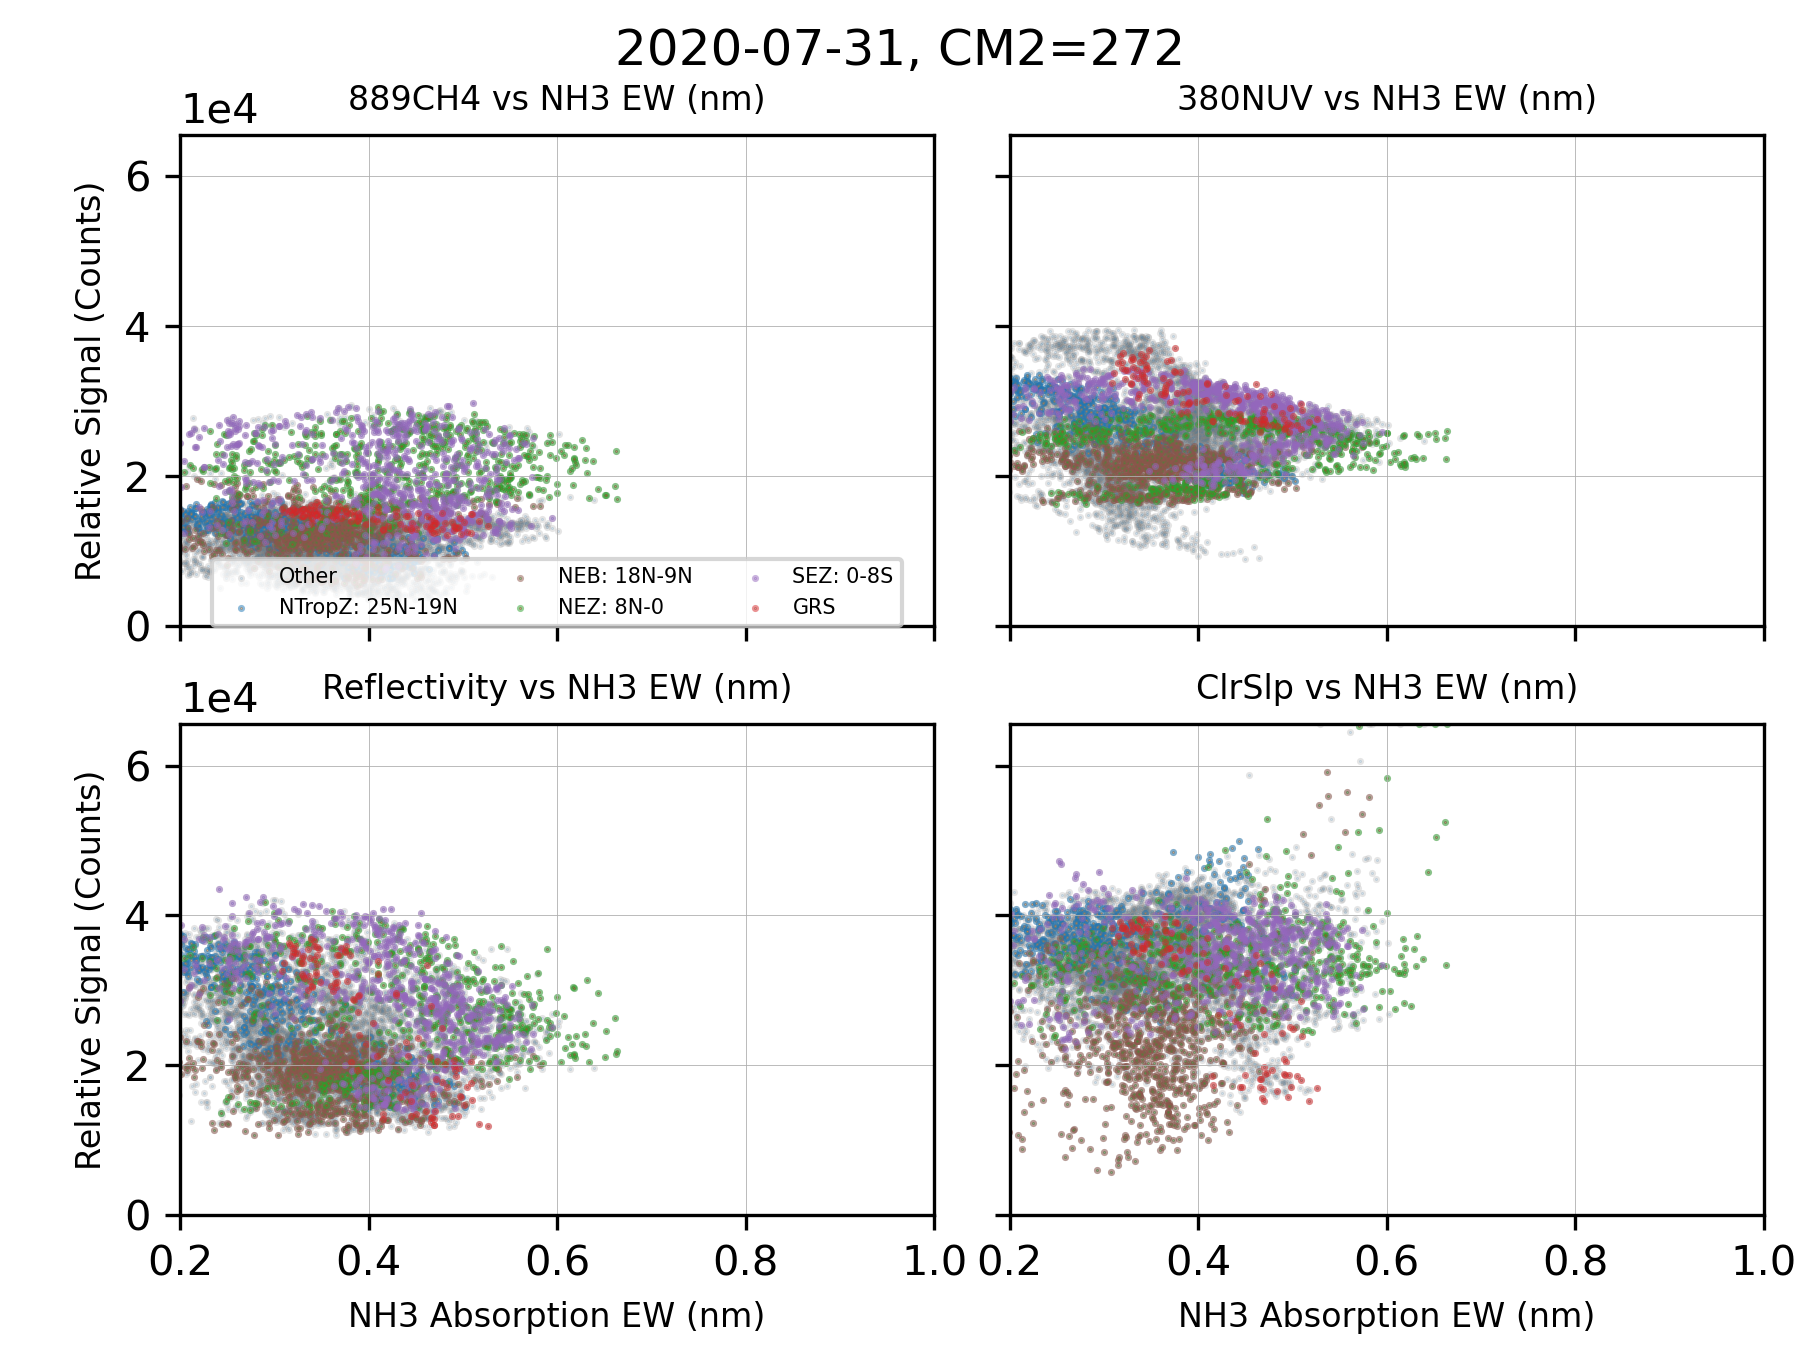 2020-07-31, CM2=272
889CH4 vs NH3 EW (nm)
380NUV vs NH3 EW (nm)
1e4
6
4
2
0
Relative Signal (Counts)
Other
NTropZ: 25N-19N
NEB: 18N-9N
NEZ: 8N-0
SEZ: 0-8S
GRS
Reflectivity vs NH3 EW (nm)
ClrSlp vs NH3 EW (nm)
1e4
6
4
2
0
Relative Signal (Counts)
0.2 0.4 0.6 0.8 1.0
0.2 0.4 0.6 0.8 1.0
NH3 Absorption EW (nm)
NH3 Absorption EW (nm)